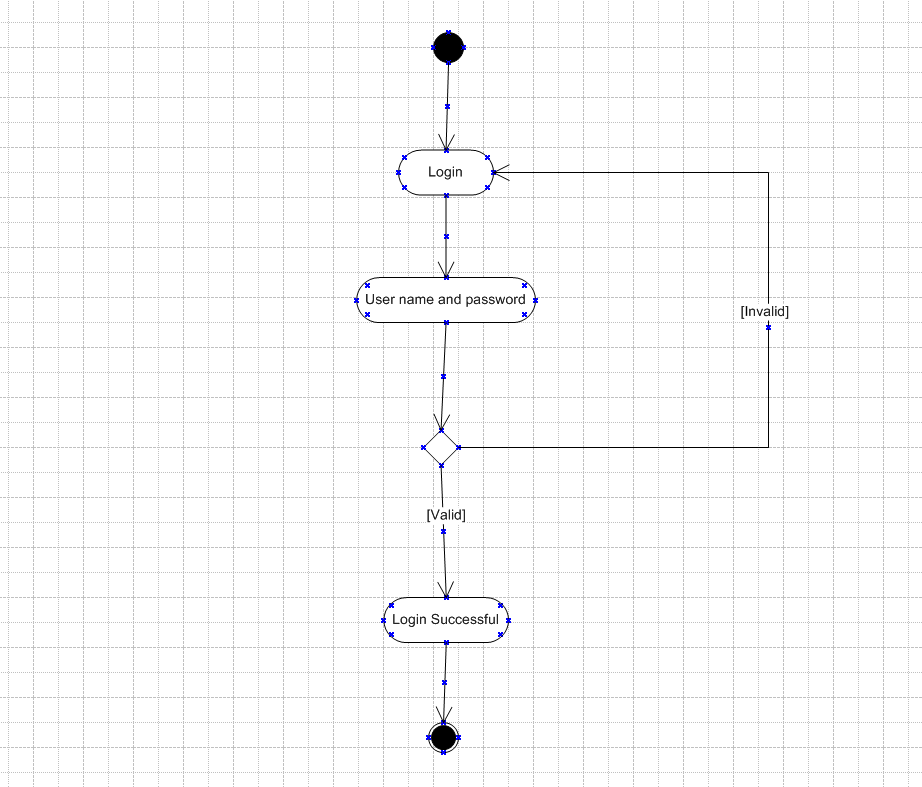 Login
User name and password
[Invalid]
[Valid]
Login Successful